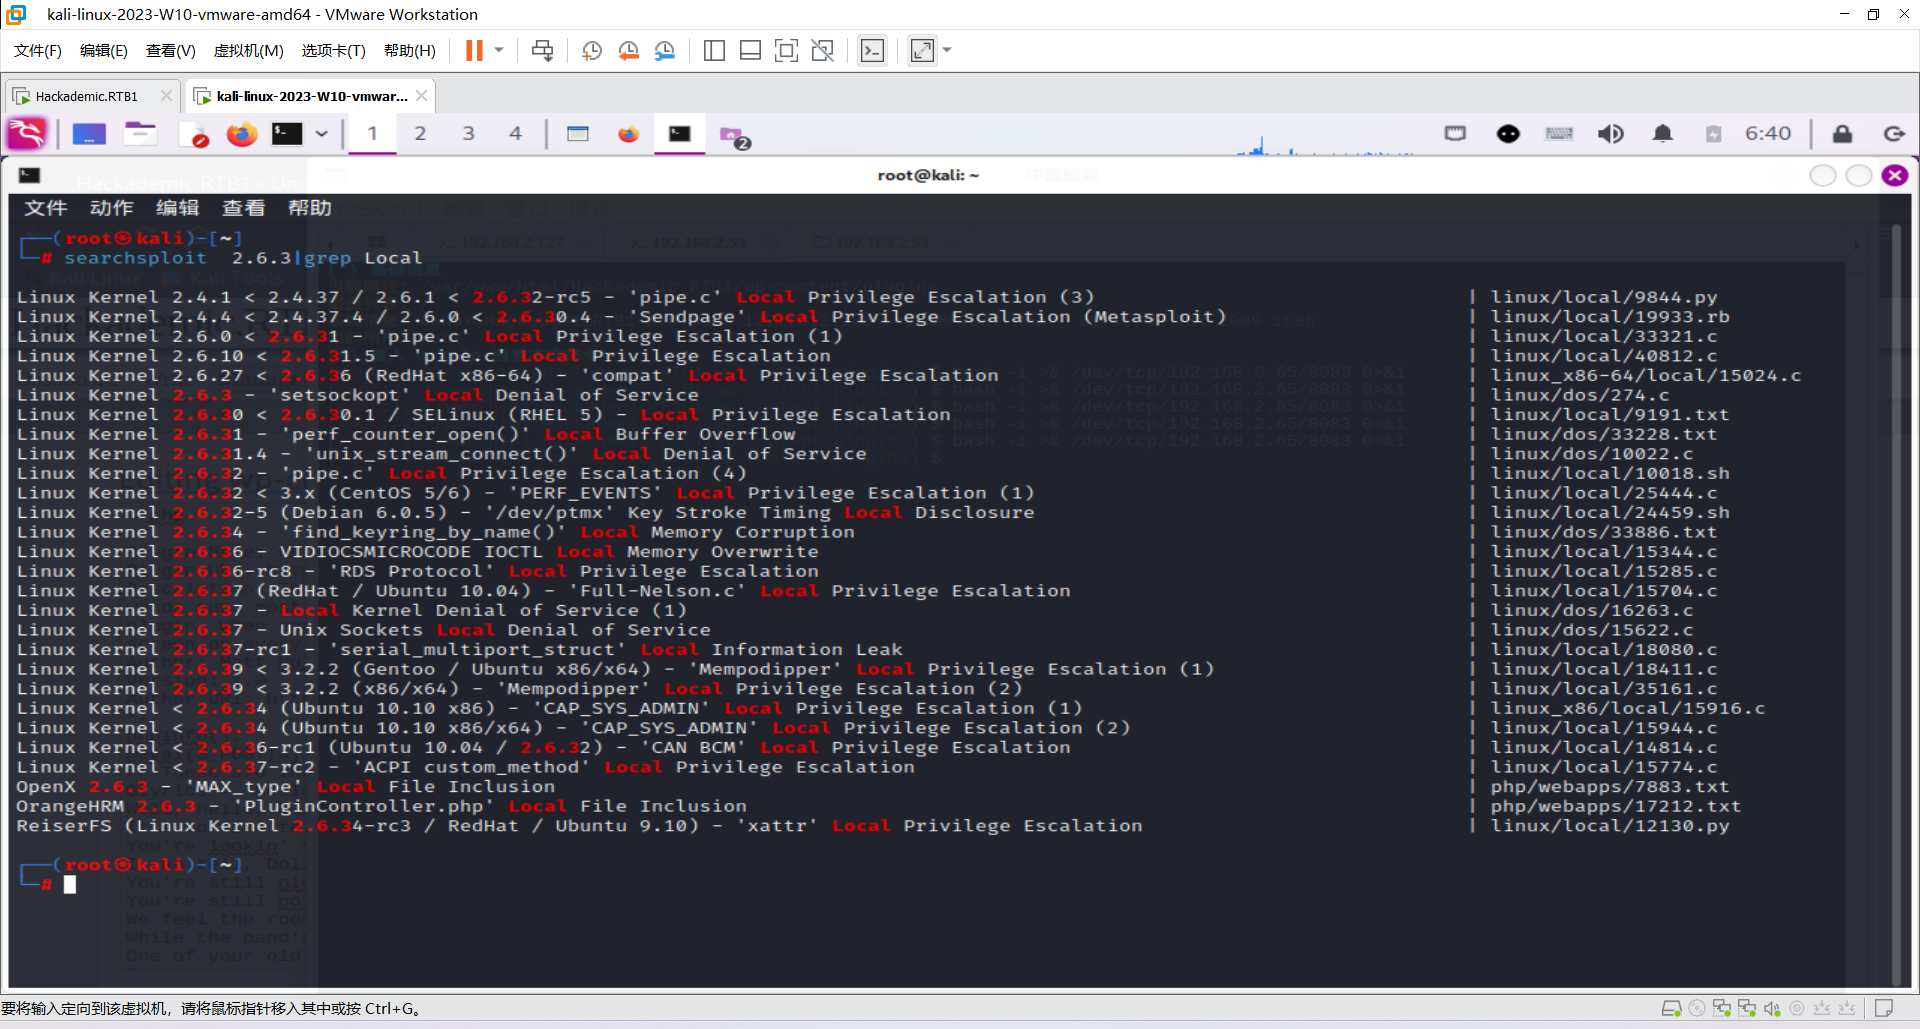 kali-linux-2023-W10-vmware-amd64 - VMware Workstation
文件(F) 编辑(E) 查看(V) 虚拟机(M) 选项卡(T) 帮助(H)
Hackademic.RTB1
kali-linux-2023-W10-vmwar...
1 2 3 4 2 6:40
root@kali: ~
文件 动作 编辑 查看 帮助
┌──(root㉿kali)-[~]
└─# searchsploit  2.6.3|grep Local
Linux Kernel 2.4.1 < 2.4.37 / 2.6.1 < 2.6.32-rc5 - 'pipe.c' Local Privilege Escalation (3) | linux/local/9844.py
Linux Kernel 2.4.4 < 2.4.37.4 / 2.6.0 < 2.6.30.4 - 'Sendpage' Local Privilege Escalation (Metasploit) | linux/local/19933.rb
Linux Kernel 2.6.0 < 2.6.31 - 'pipe.c' Local Privilege Escalation (1) | linux/local/33321.c
Linux Kernel 2.6.10 < 2.6.31.5 - 'pipe.c' Local Privilege Escalation | linux/local/40812.c
Linux Kernel 2.6.27 < 2.6.36 (RedHat x86-64) - 'compat' Local Privilege Escalation | linux_x86-64/local/15024.c
Linux Kernel 2.6.3 - 'setsockopt' Local Denial of Service | linux/dos/274.c
Linux Kernel 2.6.30 < 2.6.30.1 / SELinux (RHEL 5) - Local Privilege Escalation | linux/local/9191.txt
Linux Kernel 2.6.31 - 'perf_counter_open()' Local Buffer Overflow | linux/dos/33228.txt
Linux Kernel 2.6.31.4 - 'unix_stream_connect()' Local Denial of Service | linux/dos/10022.c
Linux Kernel 2.6.32 - 'pipe.c' Local Privilege Escalation (4) | linux/local/10018.sh
Linux Kernel 2.6.32 < 3.x (CentOS 5/6) - 'PERF_EVENTS' Local Privilege Escalation (1) | linux/local/25444.c
Linux Kernel 2.6.32-5 (Debian 6.0.5) - '/dev/ptmx' Key Stroke Timing Local Disclosure | linux/local/24459.sh
Linux Kernel 2.6.34 - 'find_keyring_by_name()' Local Memory Corruption | linux/dos/33886.txt
Linux Kernel 2.6.36 - VIDIOCSMICROCODE IOCTL Local Memory Overwrite | linux/local/15344.c
Linux Kernel 2.6.36-rc8 - 'RDS Protocol' Local Privilege Escalation | linux/local/15285.c
Linux Kernel 2.6.37 (RedHat / Ubuntu 10.04) - 'Full-Nelson.c' Local Privilege Escalation | linux/local/15704.c
Linux Kernel 2.6.37 - Local Kernel Denial of Service (1) | linux/dos/16263.c
Linux Kernel 2.6.37 - Unix Sockets Local Denial of Service | linux/dos/15622.c
Linux Kernel 2.6.37-rc1 - 'serial_multiport_struct' Local Information Leak | linux/local/18080.c
Linux Kernel 2.6.39 < 3.2.2 (Gentoo / Ubuntu x86/x64) - 'Mempodipper' Local Privilege Escalation (1) | linux/local/18411.c
Linux Kernel 2.6.39 < 3.2.2 (x86/x64) - 'Mempodipper' Local Privilege Escalation (2) | linux/local/35161.c
Linux Kernel < 2.6.34 (Ubuntu 10.10 x86) - 'CAP_SYS_ADMIN' Local Privilege Escalation (1) | linux_x86/local/15916.c
Linux Kernel < 2.6.34 (Ubuntu 10.10 x86/x64) - 'CAP_SYS_ADMIN' Local Privilege Escalation (2) | linux/local/15944.c
Linux Kernel < 2.6.36-rc1 (Ubuntu 10.04 / 2.6.32) - 'CAN BCM' Local Privilege Escalation | linux/local/14814.c
Linux Kernel < 2.6.37-rc2 - 'ACPI custom_method' Local Privilege Escalation | linux/local/15774.c
OpenX 2.6.3 - 'MAX_type' Local File Inclusion | php/webapps/7883.txt
OrangeHRM 2.6.3 - 'PluginController.php' Local File Inclusion | php/webapps/17212.txt
ReiserFS (Linux Kernel 2.6.34-rc3 / RedHat / Ubuntu 9.10) - 'xattr' Local Privilege Escalation | linux/local/12130.py
┌──(root㉿kali)-[~]
└─#
You're lookin'
You're still
You're still
We feel the
While the band'
One of your old
要将输入定向到该虚拟机，请将鼠标指针移入其中或按 Ctrl+G。